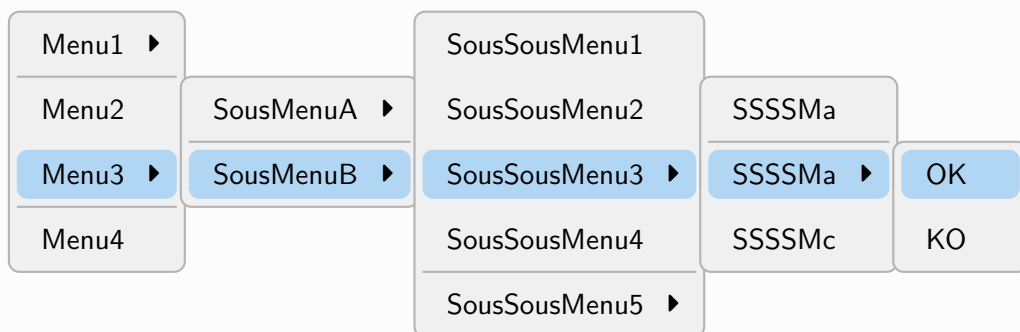 Menu1
Menu2
Menu3
Menu4
SousMenuA
SousMenuB
SousSousMenu1
SousSousMenu2
SousSousMenu3
SousSousMenu4
SousSousMenu5
SSSSMa
SSSSMa
SSSSMc
OK
KO